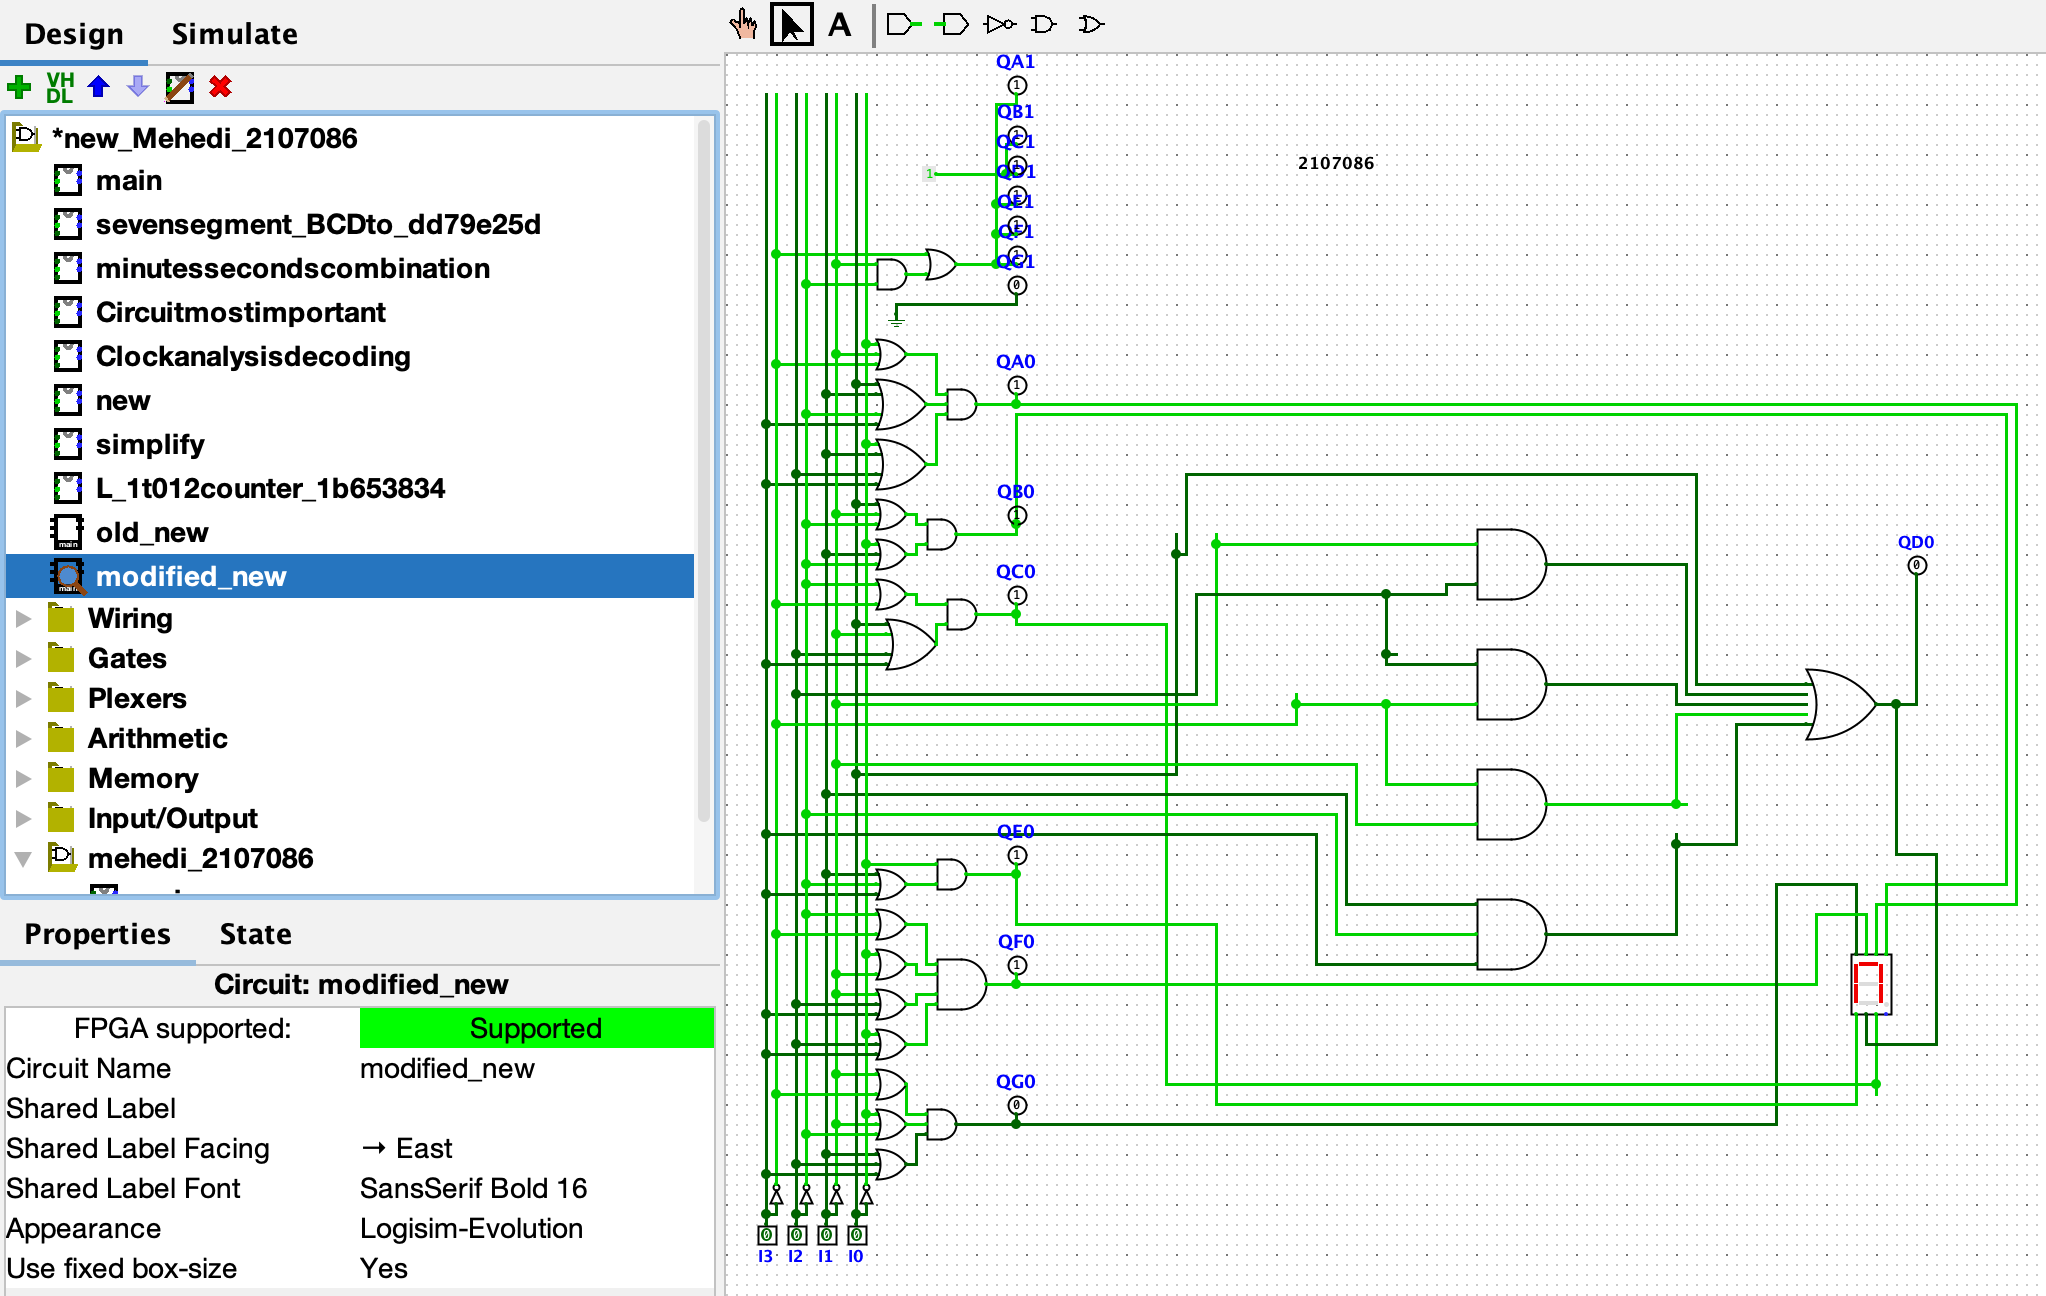 Design Simulate
VH
DL
*new_Mehedi_2107086
main
sevensegment_BCDto_dd79e25d
minutessecondscombination
Circuitmostimportant
Clockanalysisdecoding
new
simplify
L_1t012counter_1b653834
main old_new
main modified_new
Wiring
Gates
Plexers
Arithmetic
Memory
Input/Output
mehedi_2107086
Properties State
Circuit: modified_new
FPGA supported: Supported
Circuit Name modified_new
Shared Label
Shared Label Facing → East
Shared Label Font SansSerif Bold 16
Appearance Logisim-Evolution
Use fixed box-size Yes
A
QA1
1
QB1
1
QC1
1
QD1
1
QE1
1
QF1
1
QG1
0
1
2107086
QA0
1
QB0
1
QC0
1
QD0
0
QE0
1
QF0
1
QG0
0
0 0 0 0
I3 I2 I1 I0